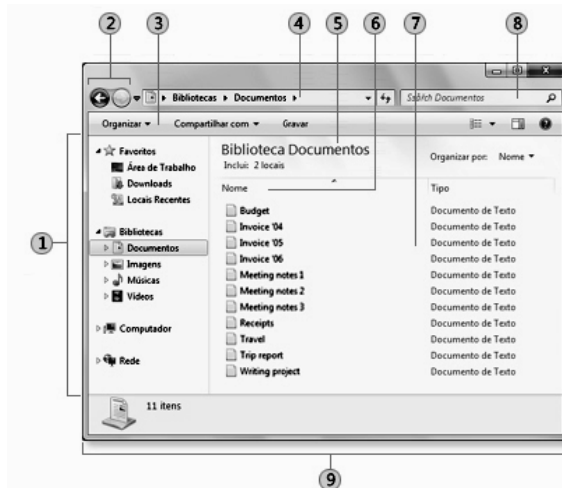 2 3 4 5 6 7 8
Bibliotecas Documentos
Documentos
Organizar Compartilhar com Gravar
1
Favoritos
Área de Trabalho
Downloads
Locais Recentes
Bibliotecas
Documentos
Imagens
Músicas
Vídeos
Computador
Rede
Biblioteca Documentos
Inclui: 2 locais
Organizar por: Nome
Nome Tipo
Budget Documento de Texto
Invoice '04 Documento de Texto
Invoice '05 Documento de Texto
Invoice '06 Documento de Texto
Meeting notes 1 Documento de Texto
Meeting notes 2 Documento de Texto
Meeting notes 3 Documento de Texto
Receipts Documento de Texto
Travel Documento de Texto
Trip report Documento de Texto
Writing project Documento de Texto
11 itens
9